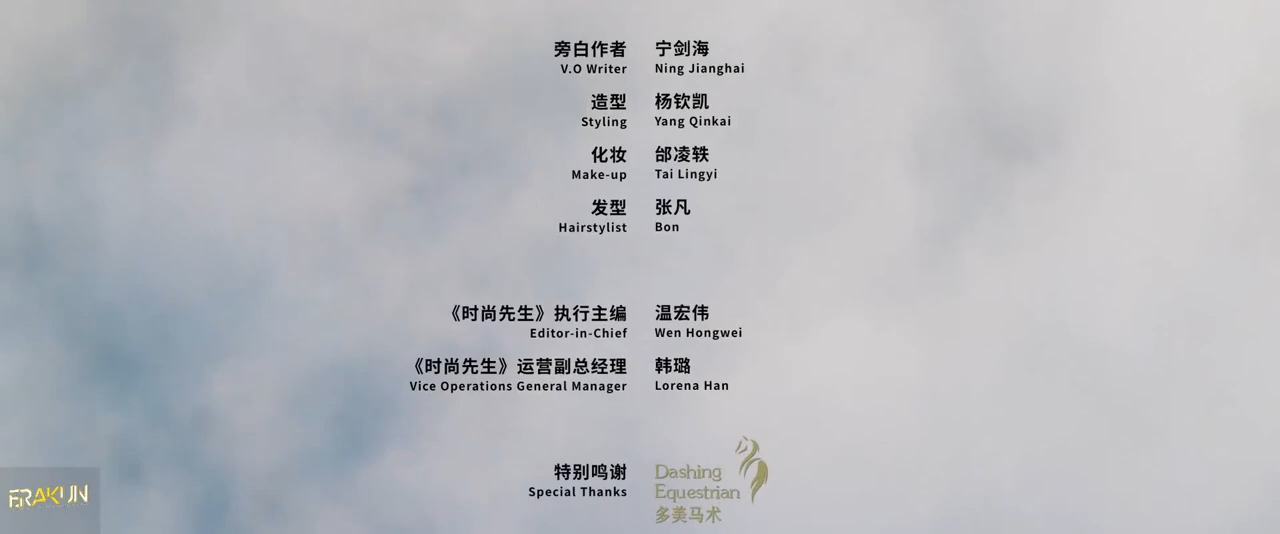 旁白作者 宁剑海
V.O Writer Ning Jianghai
造型 杨钦凯
Styling Yang Qinkai
化妆 邰凌轶
Make-up Tai Lingyi
发型 张凡
Hairstylist Bon
《时尚先生》执行主编 温宏伟
Editor-in-Chief Wen Hongwei
《时尚先生》运营副总经理 韩璐
Vice Operations General Manager Lorena Han
特别鸣谢 Dashing
Special Thanks Equestrian
多美马术
ERAKUN